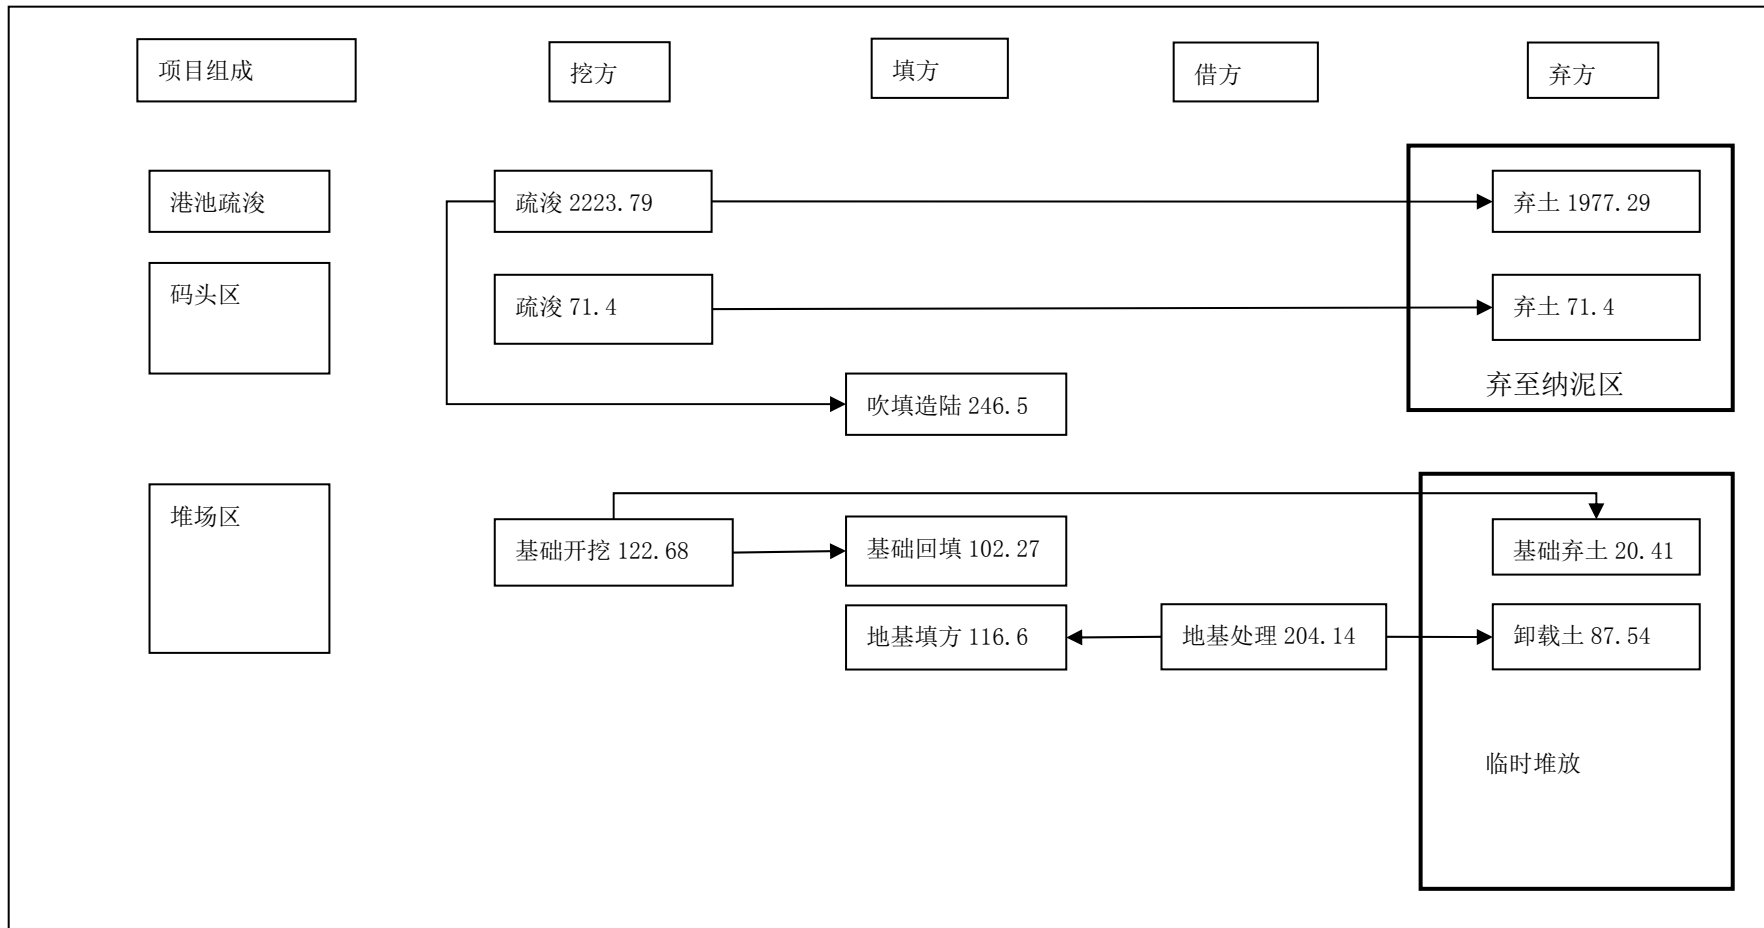 项目组成
挖方
填方
借方
弃方
港池疏浚
疏浚 2223.79
弃土 1977.29
码头区
疏浚 71.4
弃土 71.4
弃至纳泥区
吹填造陆 246.5
堆场区
基础开挖 122.68
基础回填 102.27
基础弃土 20.41
地基填方 116.6
地基处理 204.14
卸载土 87.54
临时堆放